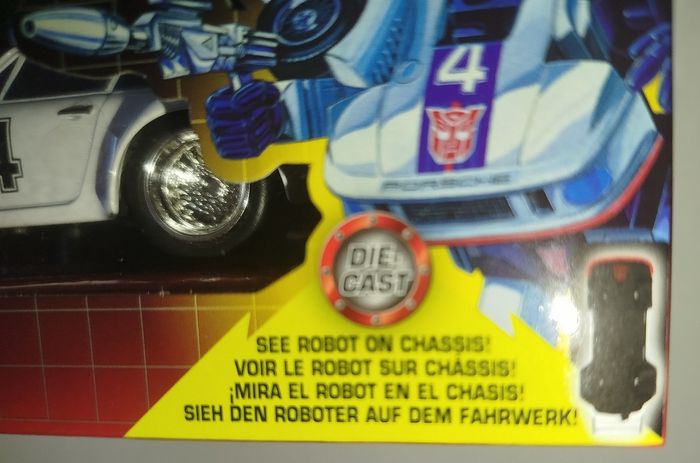 4
4
PORSCHE
DIE-
CAST
SEE ROBOT ON CHASSIS!
VOIR LE ROBOT SUR CHÂSSIS!
¡MIRA EL ROBOT EN EL CHASIS!
SIEH DEN ROBOTER AUF DEM FAHRWERK!